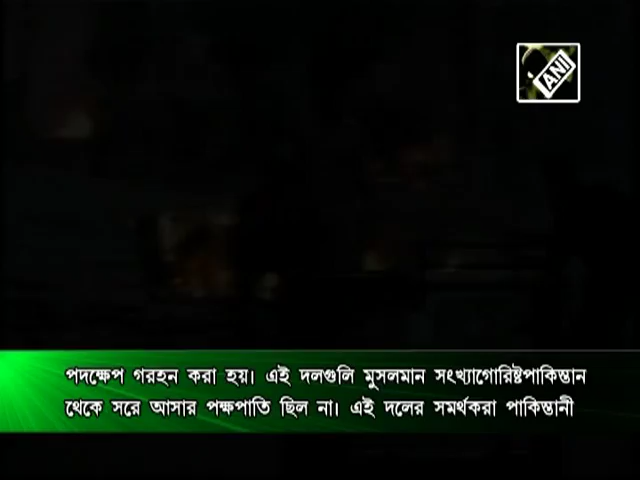 ANI
পদক্ষেপ গরহন করা হয়। এই দলগুলি মুসলমান সংখ্যাগোরিষ্টপাকিস্তান
থেকে সরে আসার পক্ষপাতি ছিল না। এই দলের সমর্থকরা পাকিস্তানী